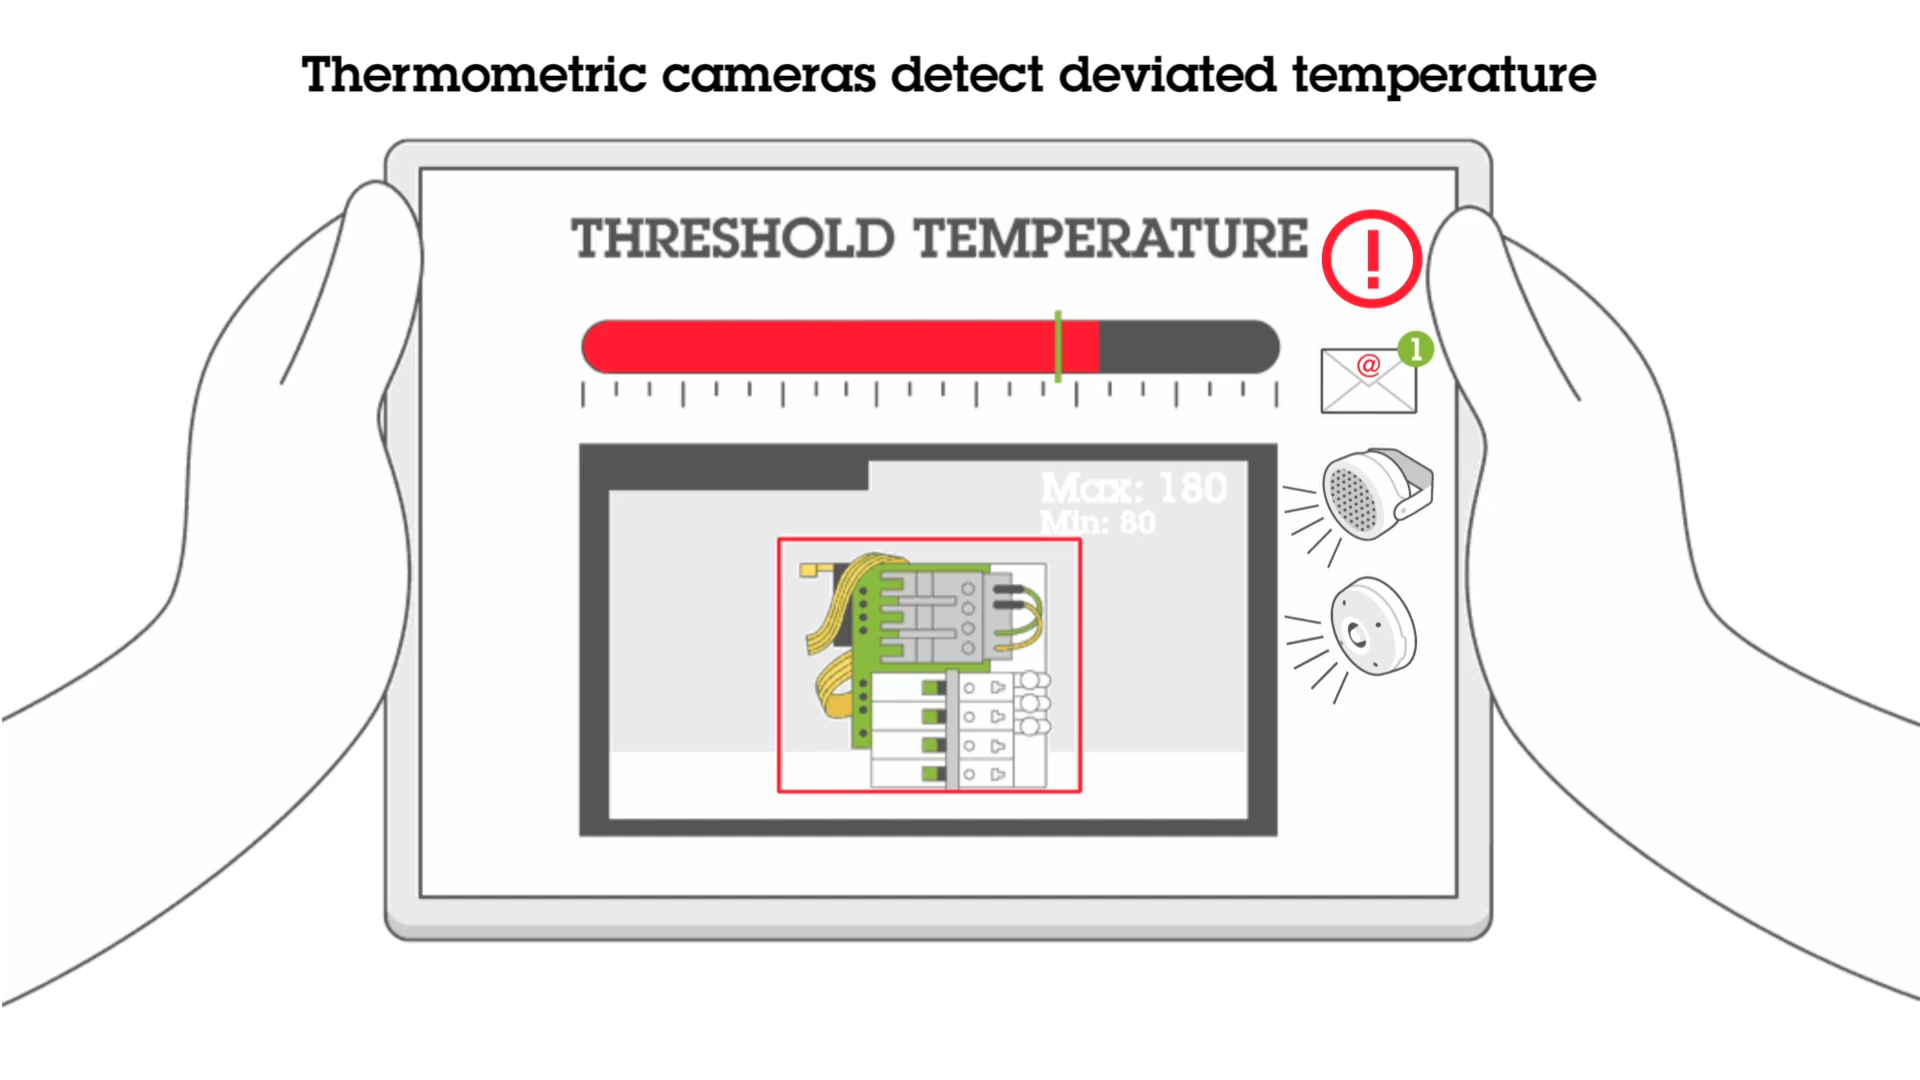 Thermometric cameras detect deviated temperature
THRESHOLD TEMPERATURE
!
@
1
Max: 180
Min: 80